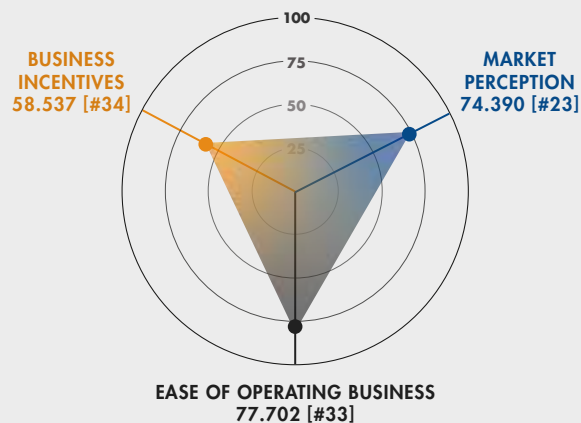 100
BUSINESS
INCENTIVES
58.537 [#34]
75
MARKET
PERCEPTION
74.390 [#23]
50
25
EASE OF OPERATING BUSINESS
77.702 [#33]